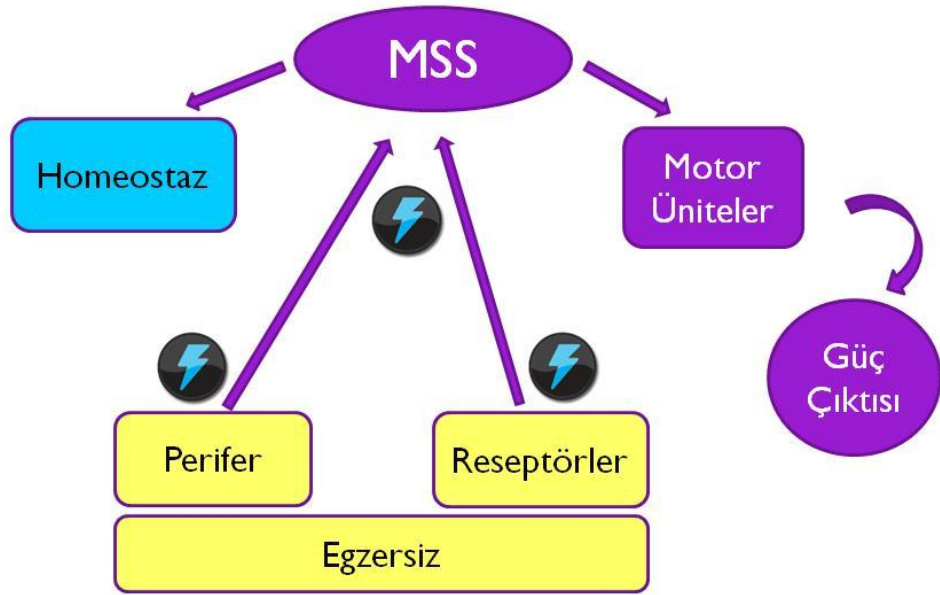 MSS
Homeostaz
Motor
Üniteler
Güç
Çıktısı
Perifer
Reseptörler
Egzersiz